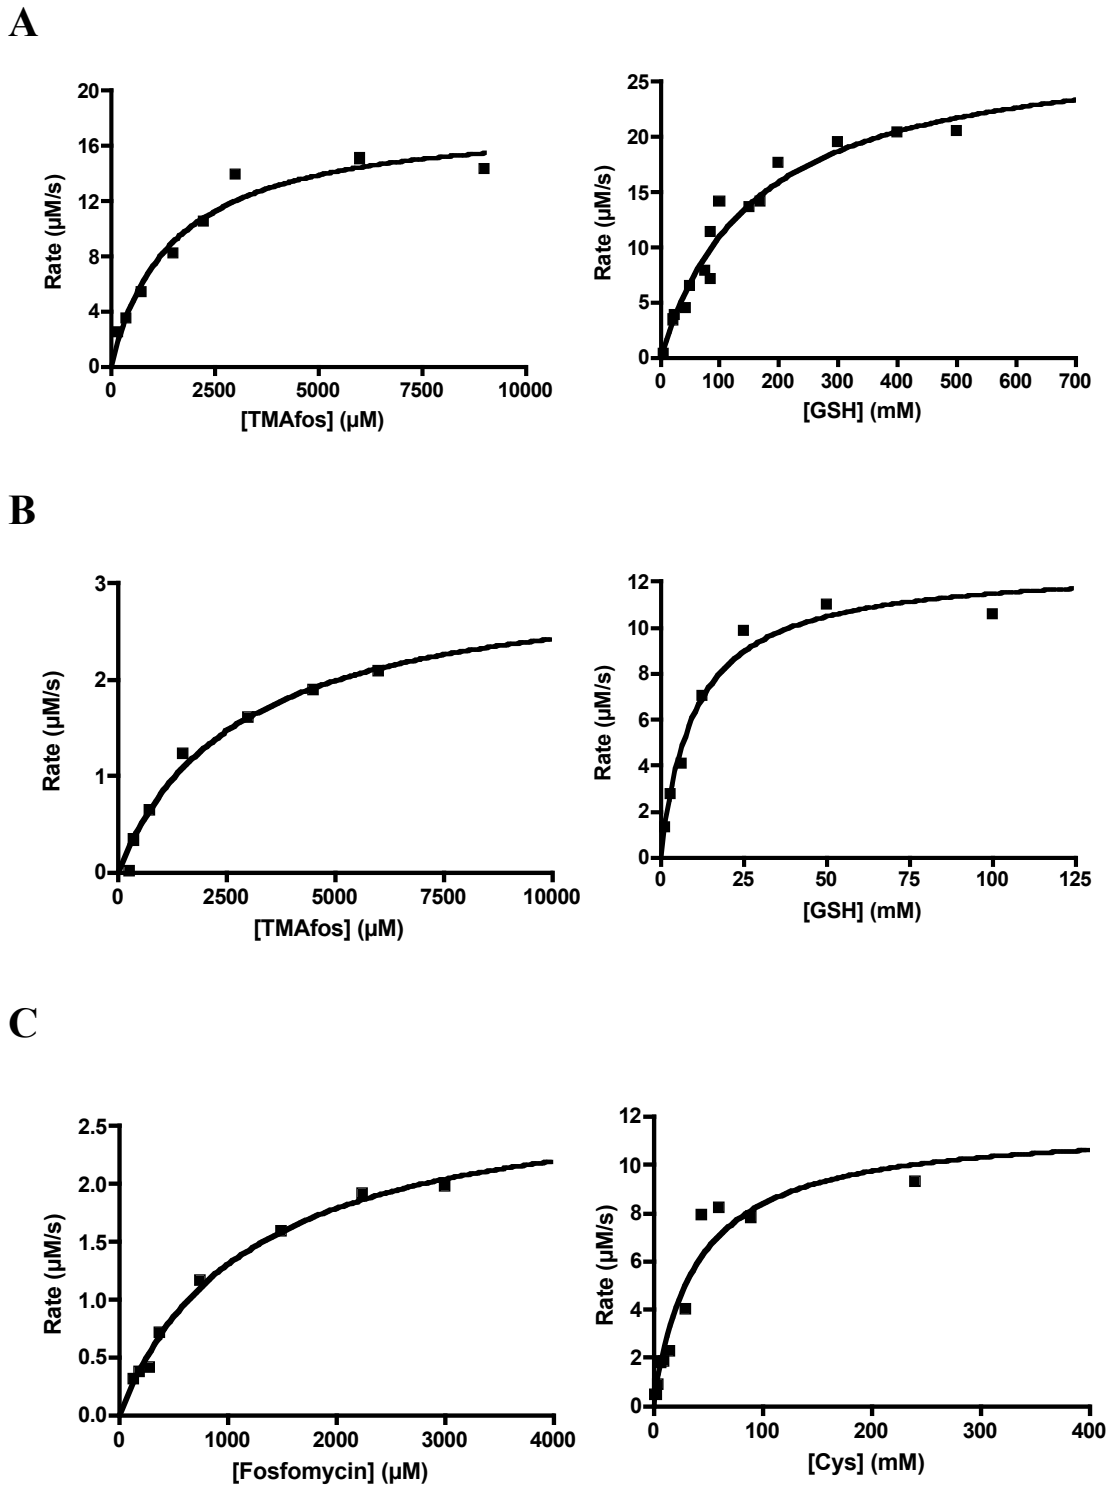 A
20
16
12
8
4
0
Rate (µM/s)
0 2500 5000 7500 10000
[TMAfos] (µM)
25
20
15
10
5
0
Rate (µM/s)
0 100 200 300 400 500 600 700
[GSH] (mM)
B
3
2
1
0
Rate (µM/s)
0 2500 5000 7500 10000
[TMAfos] (µM)
12
10
8
6
4
2
0
Rate (µM/s)
0 25 50 75 100 125
[GSH] (mM)
C
2.5
2.0
1.5
1.0
0.5
0.0
Rate (µM/s)
0 1000 2000 3000 4000
[Fosfomycin] (µM)
12
10
8
6
4
2
0
Rate (µM/s)
0 100 200 300 400
[Cys] (mM)